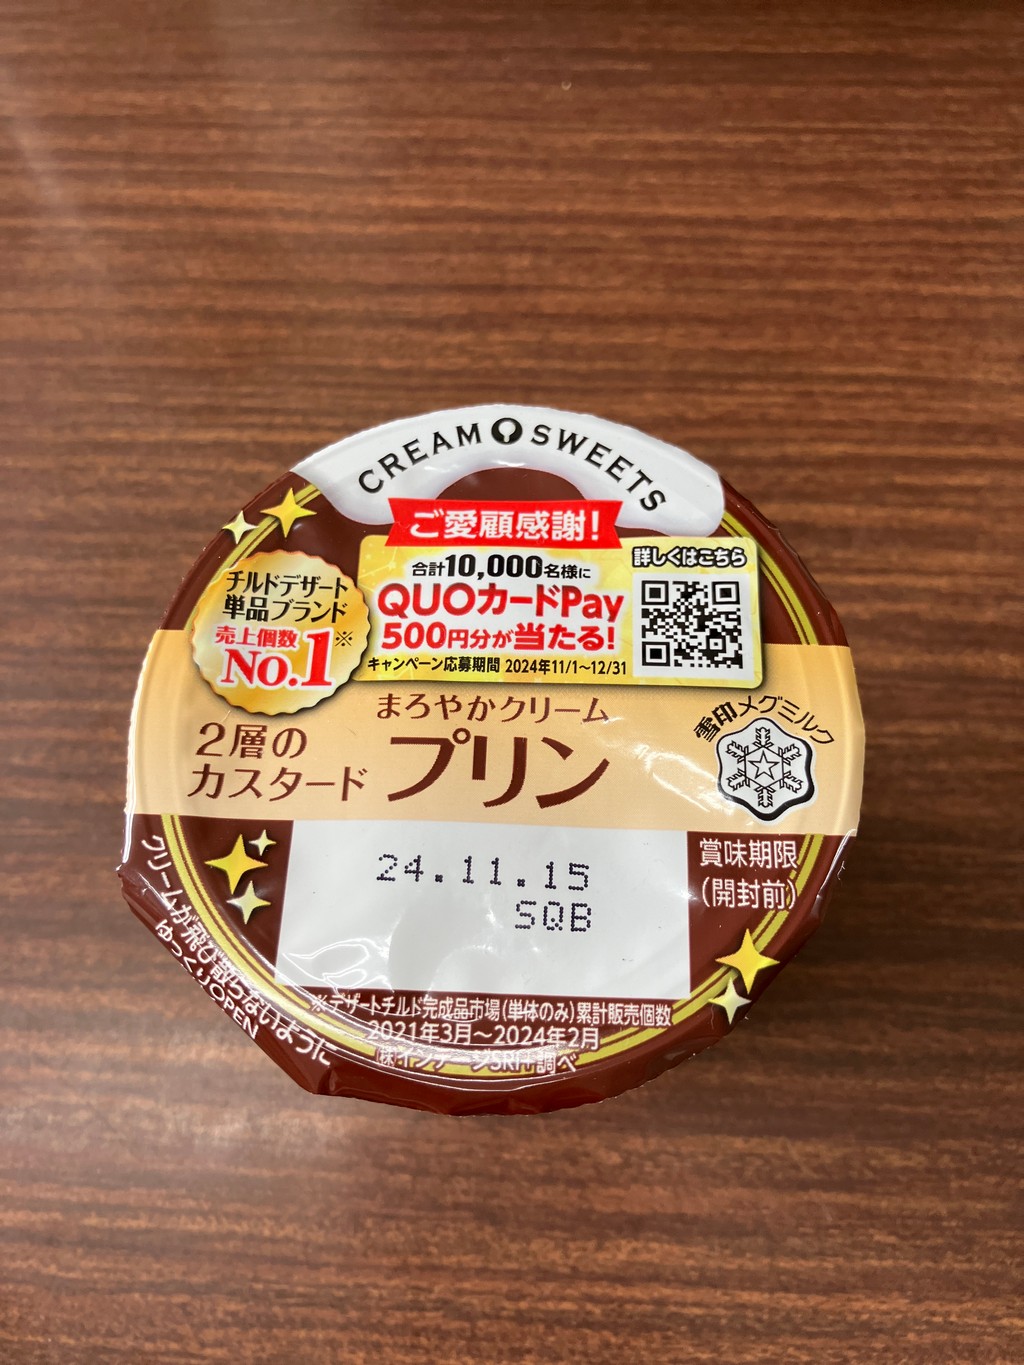 CREAM SWEETS
ご愛顧感謝!
合計10,000名様に
QUOカードPay
500円分が当たる!
キャンペーン応募期間 2024年11/1~12/31
詳しくはこちら
チルドデザート
単品ブランド
売上個数
No.1※
まろやかクリーム
2層の
カスタード
プリン
雪印メグミルク
24.11.15
SQB
賞味期限
(開封前)
クリームが飛び散らないように
ゆっくりOPEN
※デザートチルド完成品市場(単体のみ)累計販売個数
2021年3月~2024年2月
㈱インテージSRI+調べ